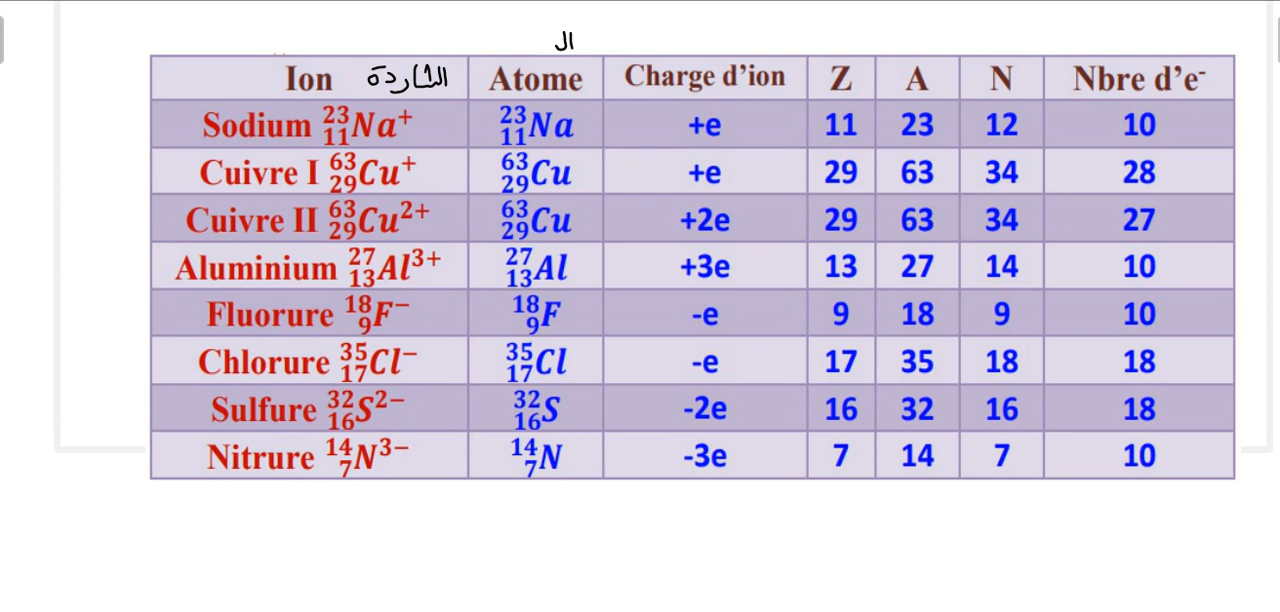 ال
Ion الشاردة Atome Charge d’ion Z A N Nbre d’e⁻
Sodium ²³₁₁Na⁺ ²³₁₁Na +e 11 23 12 10
Cuivre I ⁶³₂₉Cu⁺ ⁶³₂₉Cu +e 29 63 34 28
Cuivre II ⁶³₂₉Cu²⁺ ⁶³₂₉Cu +2e 29 63 34 27
Aluminium ²⁷₁₃Al³⁺ ²⁷₁₃Al +3e 13 27 14 10
Fluorure ¹⁸₉F⁻ ¹⁸₉F -e 9 18 9 10
Chlorure ³⁵₁₇Cl⁻ ³⁵₁₇Cl -e 17 35 18 18
Sulfure ³²₁₆S²⁻ ³²₁₆S -2e 16 32 16 18
Nitrure ¹⁴₇N³⁻ ¹⁴₇N -3e 7 14 7 10